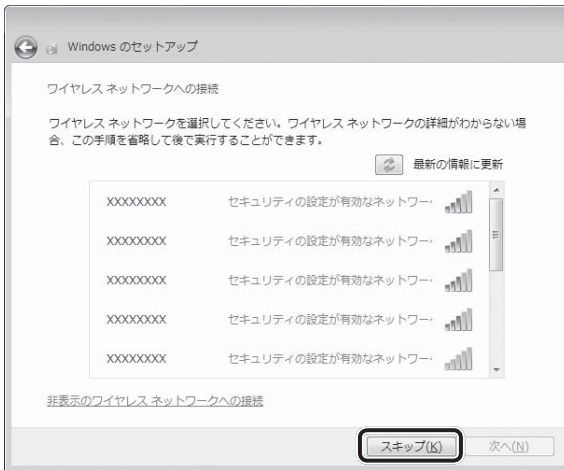 Windows のセットアップ
ワイヤレス ネットワークへの接続
ワイヤレス ネットワークを選択してください。ワイヤレス ネットワークの詳細がわからない場
合、この手順を省略して後で実行することができます。
最新の情報に更新
XXXXXXXX セキュリティの設定が有効なネットワー
XXXXXXXX セキュリティの設定が有効なネットワー
XXXXXXXX セキュリティの設定が有効なネットワー
XXXXXXXX セキュリティの設定が有効なネットワー
XXXXXXXX セキュリティの設定が有効なネットワー
非表示のワイヤレス ネットワークへの接続
スキップ(K) 次へ(N)